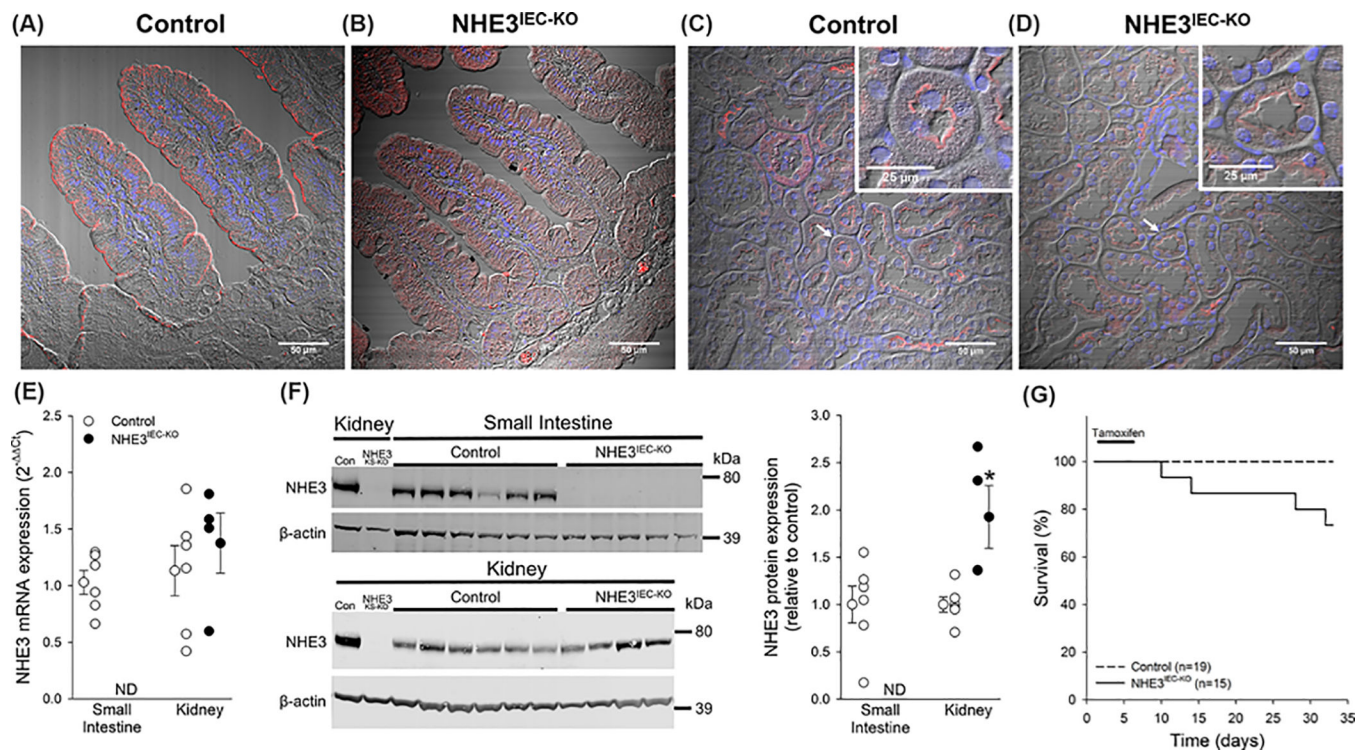 (A) Control
(B) NHE3IEC-KO
(C) Control
(D) NHE3IEC-KO
50 μm
50 μm
25 μm
50 μm
25 μm
50 μm
(E)
NHE3 mRNA expression (2-ΔΔCt)
2.5
2.0
1.5
1.0
0.5
0.0
Control
NHE3IEC-KO
ND
Small
Intestine
Kidney
(F)
Kidney
Small Intestine
Con
NHE3
KS-KO
Control
NHE3IEC-KO
kDa
NHE3
80
β-actin
39
Kidney
Con
NHE3
KS-KO
Control
NHE3IEC-KO
kDa
NHE3
80
β-actin
39
NHE3 protein expression
(relative to control)
3.0
2.5
2.0
1.5
1.0
0.5
0.0
*
ND
Small
Intestine
Kidney
(G)
Tamoxifen
Survival (%)
100
80
60
40
20
0
Control (n=19)
NHE3IEC-KO (n=15)
0 5 10 15 20 25 30 35
Time (days)